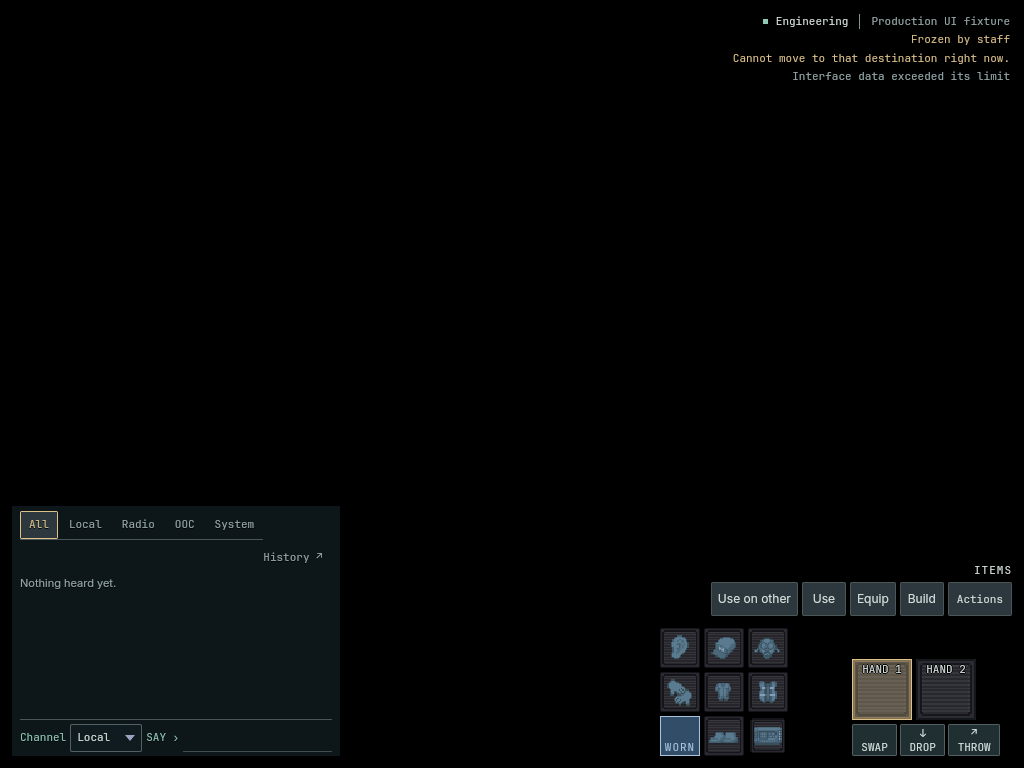 Engineering Production UI fixture
Frozen by staff
Cannot move to that destination right now.
Interface data exceeded its limit
All Local Radio OOC System
History ↗
Nothing heard yet.
Channel Local SAY ›
ITEMS
Use on other Use Equip Build Actions
HAND 1 HAND 2
WORN
SWAP ↓ DROP ↗ THROW